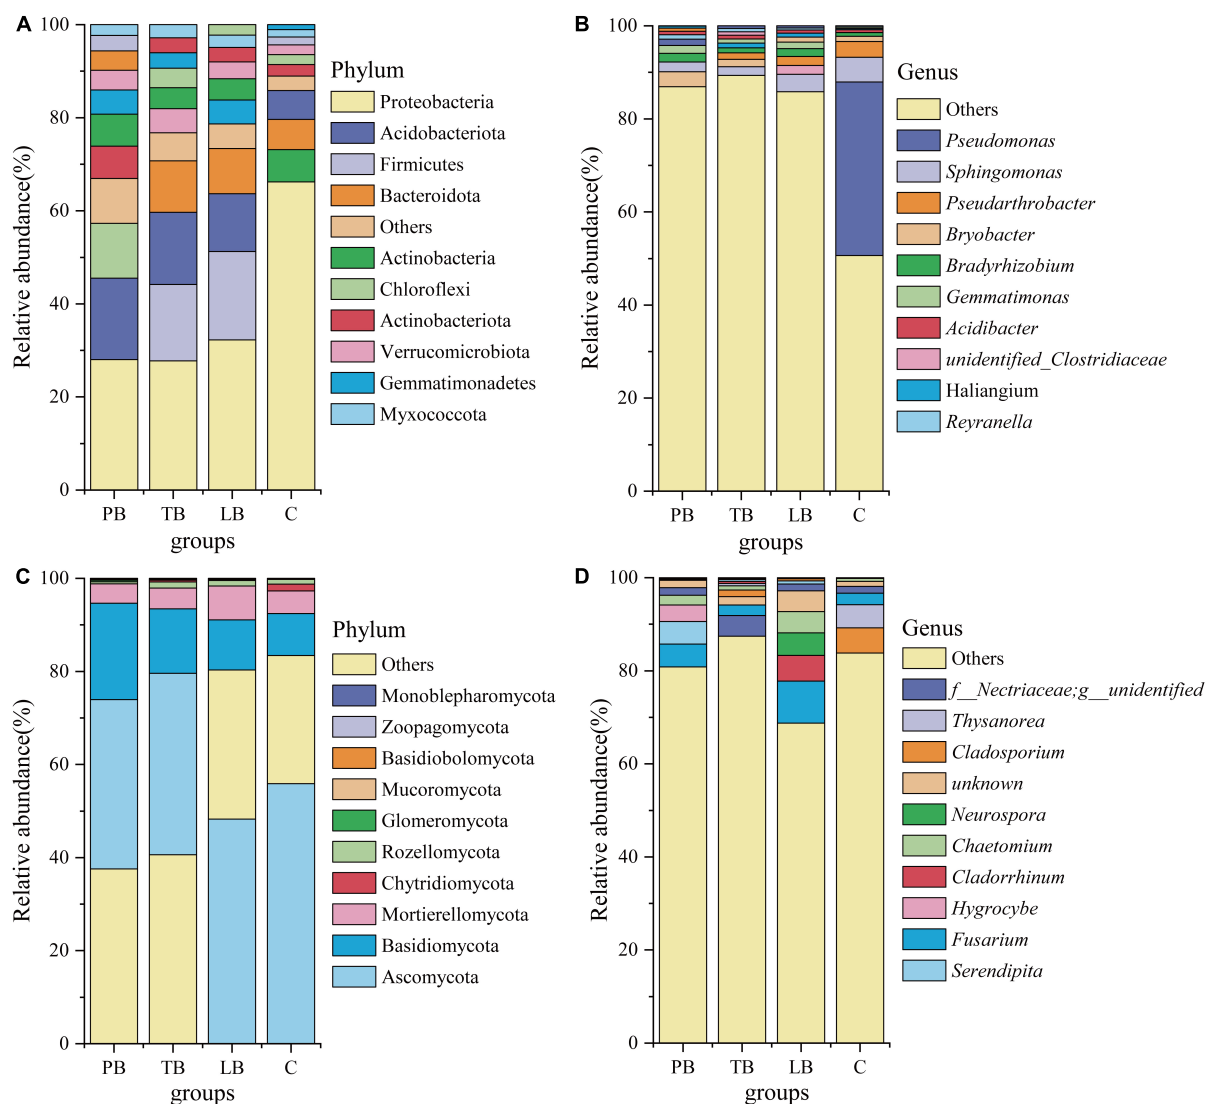 A
100
80
60
40
20
0
Relative abundance(%)
PB TB LB C
groups
Phylum
Proteobacteria
Acidobacteriota
Firmicutes
Bacteroidota
Others
Actinobacteria
Chloroflexi
Actinobacteriota
Verrucomicrobiota
Gemmatimonadetes
Myxococcota
B
100
80
60
40
20
0
Relative abundance(%)
PB TB LB C
groups
Genus
Others
Pseudomonas
Sphingomonas
Pseudarthrobacter
Bryobacter
Bradyrhizobium
Gemmatimonas
Acidibacter
unidentified_Clostridiaceae
Haliangium
Reyranella
C
100
80
60
40
20
0
Relative abundance(%)
PB TB LB C
groups
Phylum
Others
Monoblepharomycota
Zoopagomycota
Basidiobolomycota
Mucoromycota
Glomeromycota
Rozellomycota
Chytridiomycota
Mortierellomycota
Basidiomycota
Ascomycota
D
100
80
60
40
20
0
Relative abundance(%)
PB TB LB C
groups
Genus
Others
f__Nectriaceae;g__unidentified
Thysanorea
Cladosporium
unknown
Neurospora
Chaetomium
Cladorrhinum
Hygrocybe
Fusarium
Serendipita